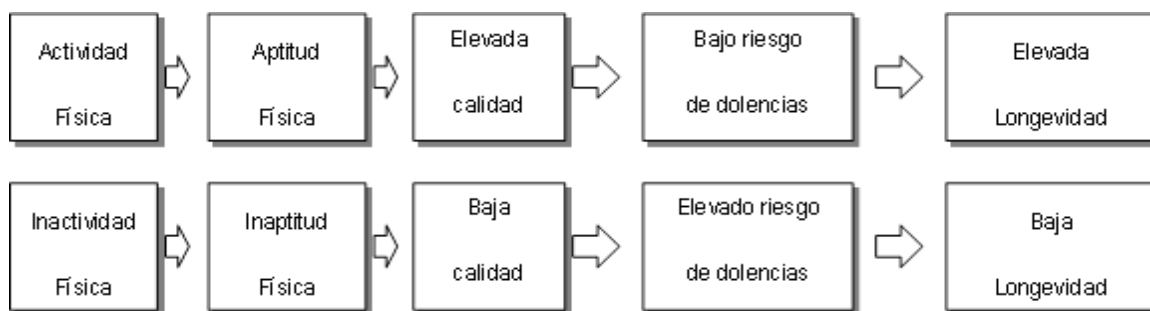 Actividad
Física
Aptitud
Física
Elevada
calidad
Bajo riesgo
de dolencias
Elevada
Longevidad
Inactividad
Física
Inaptitud
Física
Baja
calidad
Elevado riesgo
de dolencias
Baja
Longevidad